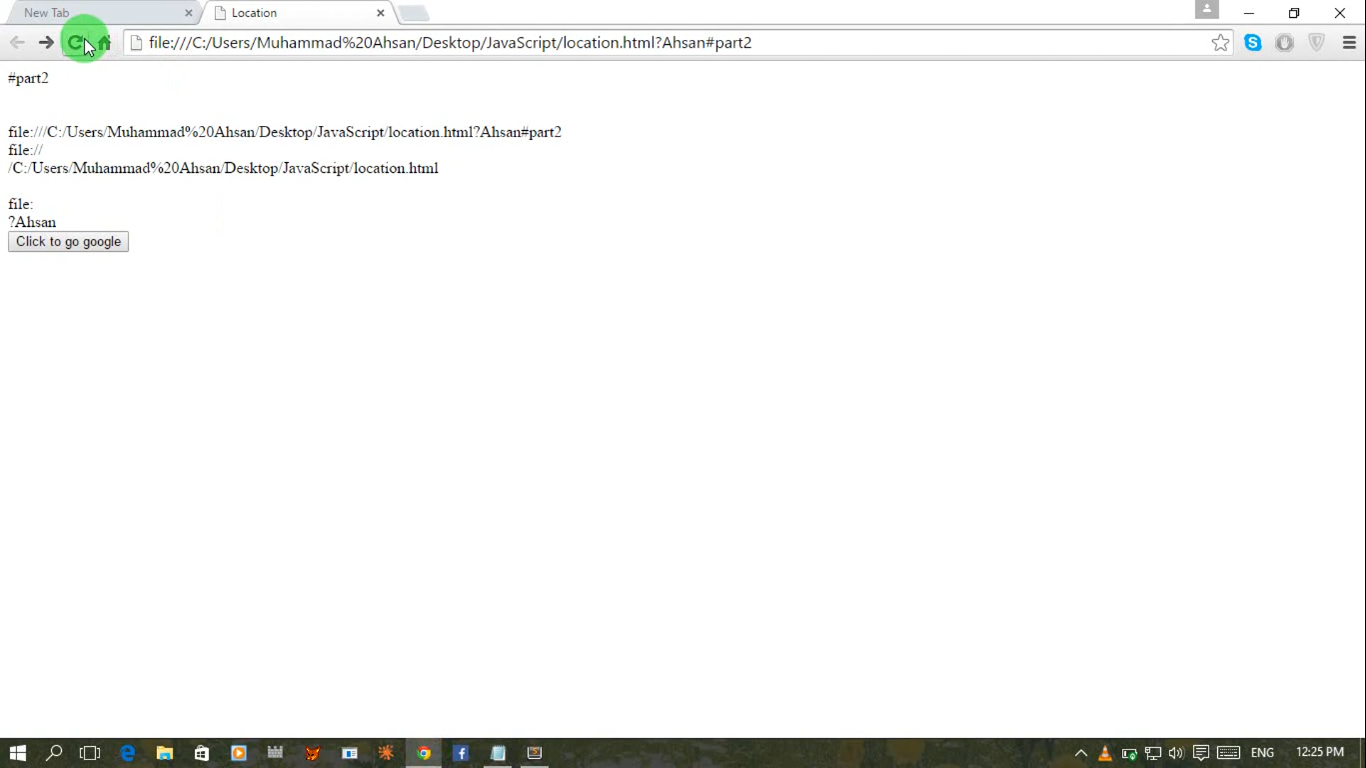 New Tab
Location
file:///C:/Users/Muhammad%20Ahsan/Desktop/JavaScript/location.html?Ahsan#part2
#part2
file:///C:/Users/Muhammad%20Ahsan/Desktop/JavaScript/location.html?Ahsan#part2
file://
/C:/Users/Muhammad%20Ahsan/Desktop/JavaScript/location.html
file:
?Ahsan
Click to go google
ENG
12:25 PM